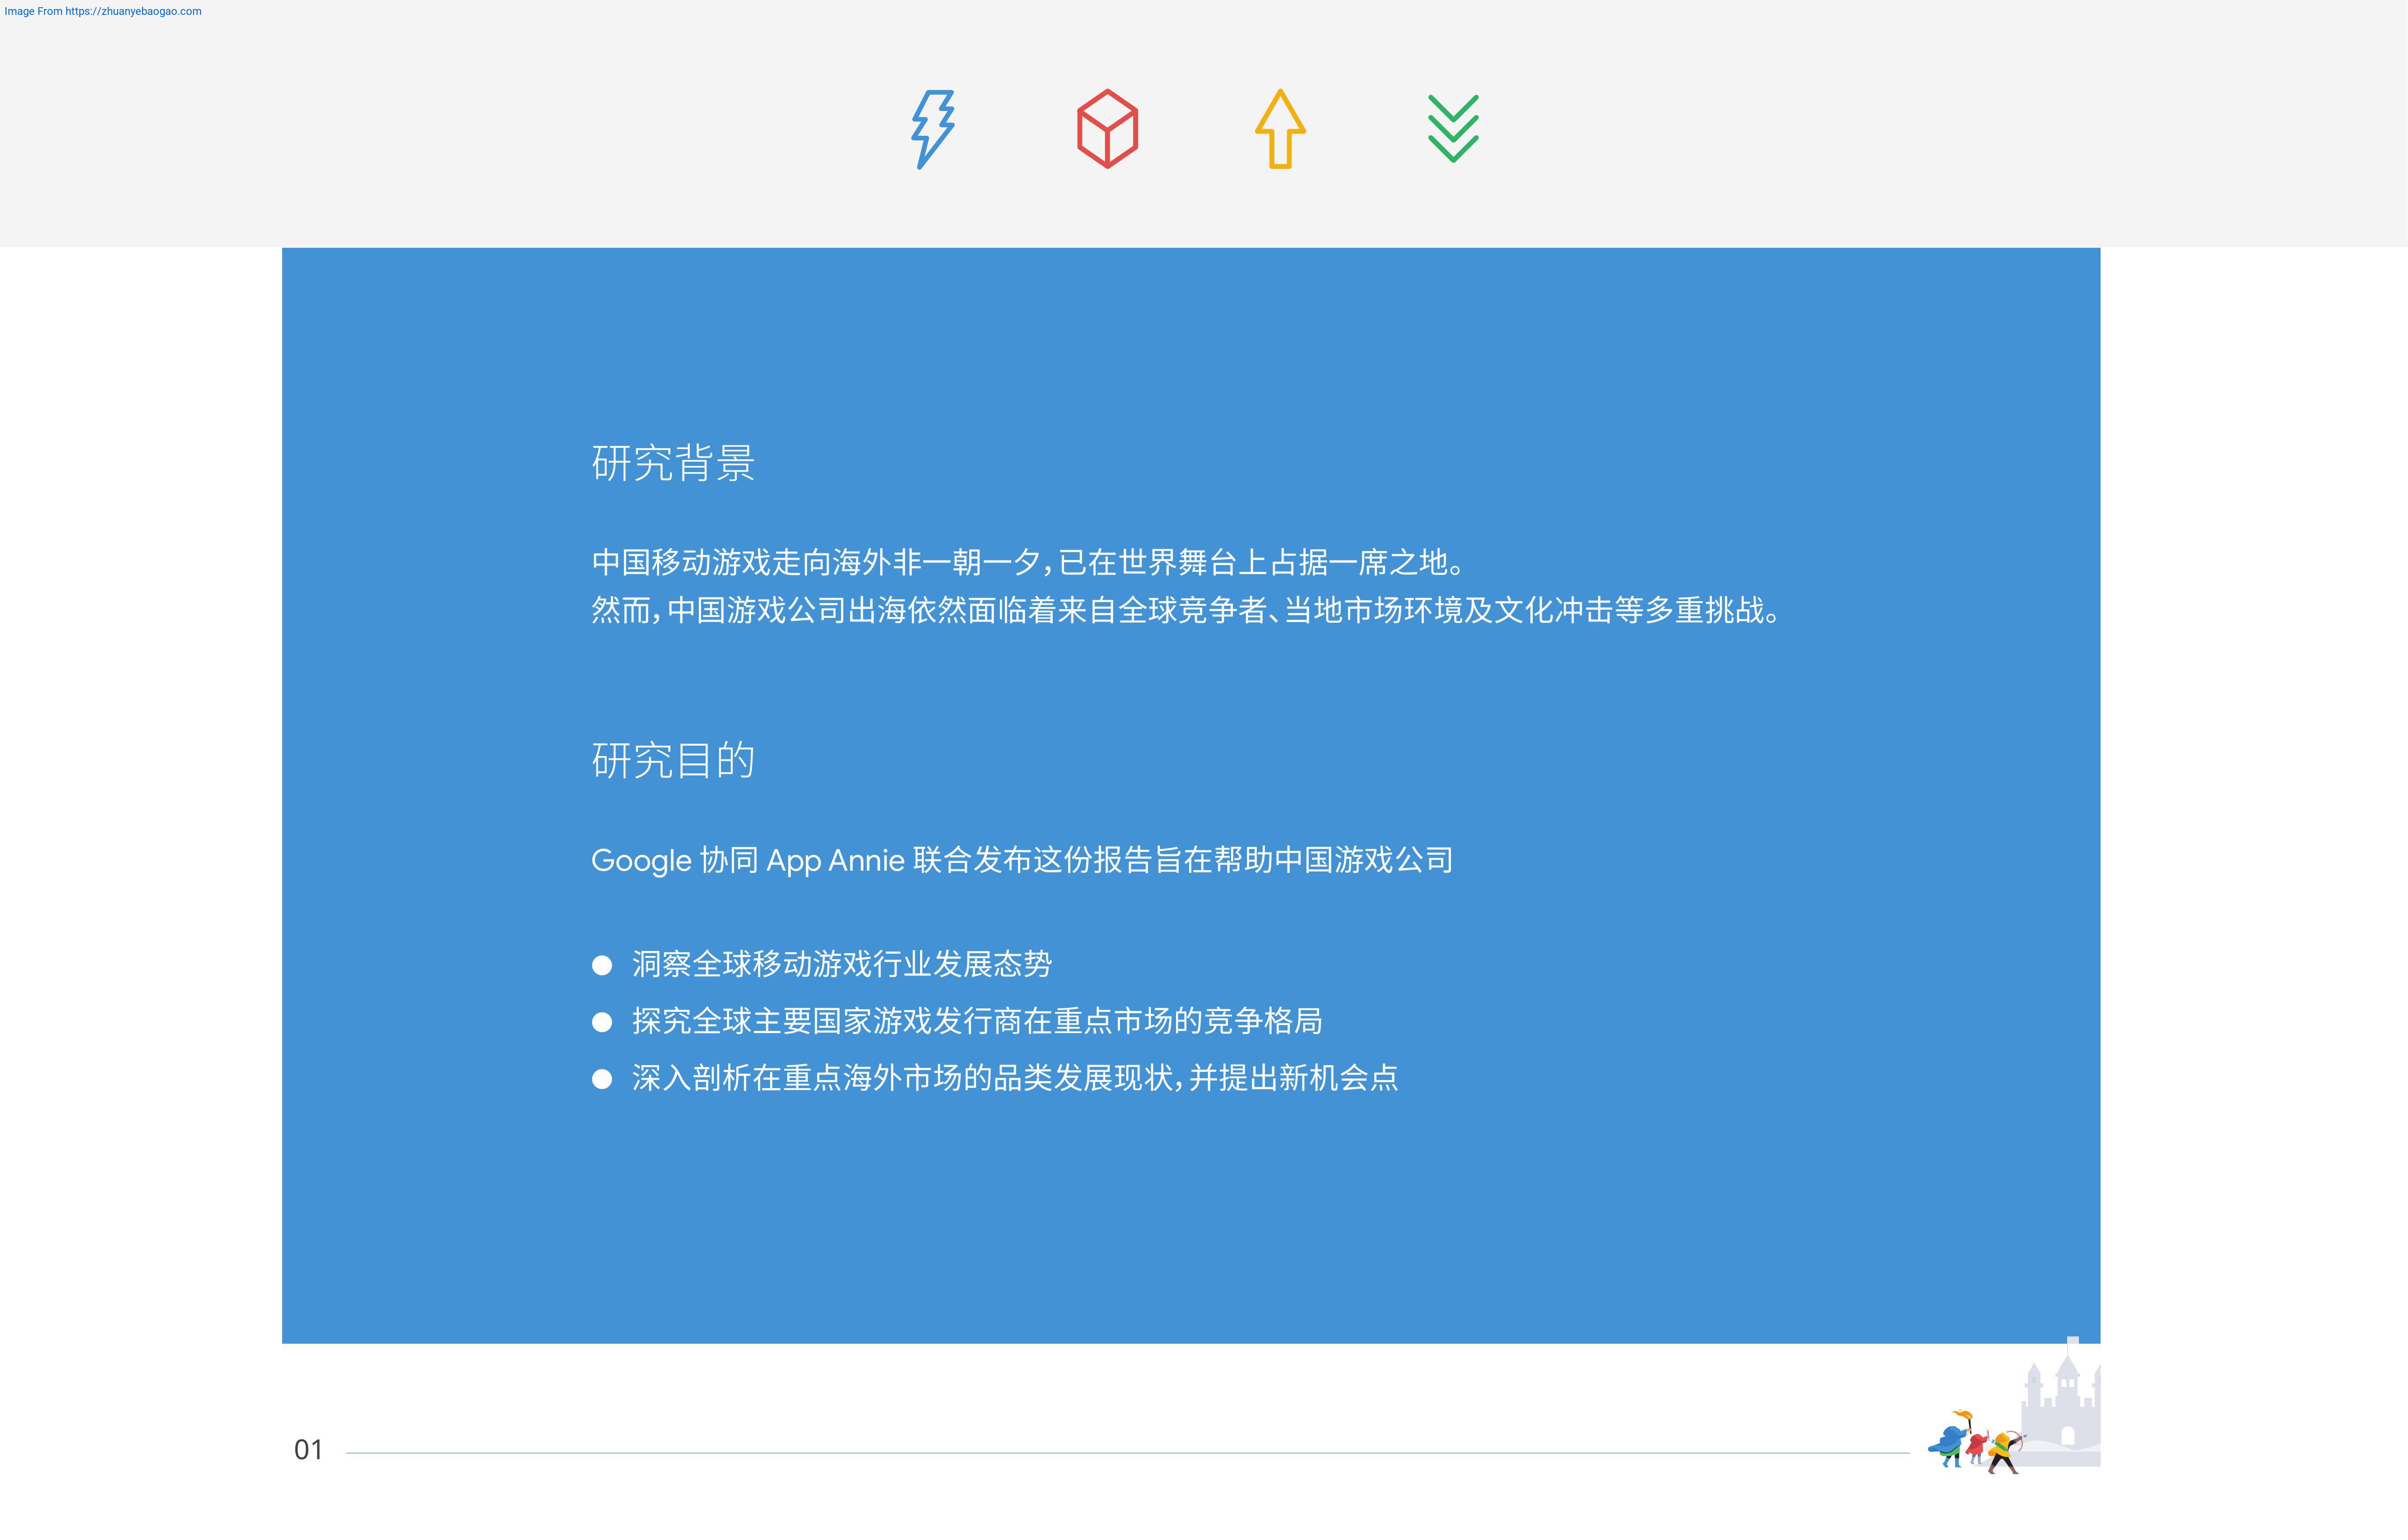 Image From https://zhuanyebaogao.com
研究背景
中国移动游戏走向海外非一朝一夕，已在世界舞台上占据一席之地。
然而，中国游戏公司出海依然面临着来自全球竞争者、当地市场环境及文化冲击等多重挑战。
研究目的
Google 协同 App Annie 联合发布这份报告旨在帮助中国游戏公司
● 洞察全球移动游戏行业发展态势
● 探究全球主要国家游戏发行商在重点市场的竞争格局
● 深入剖析在重点海外市场的品类发展现状，并提出新机会点
01